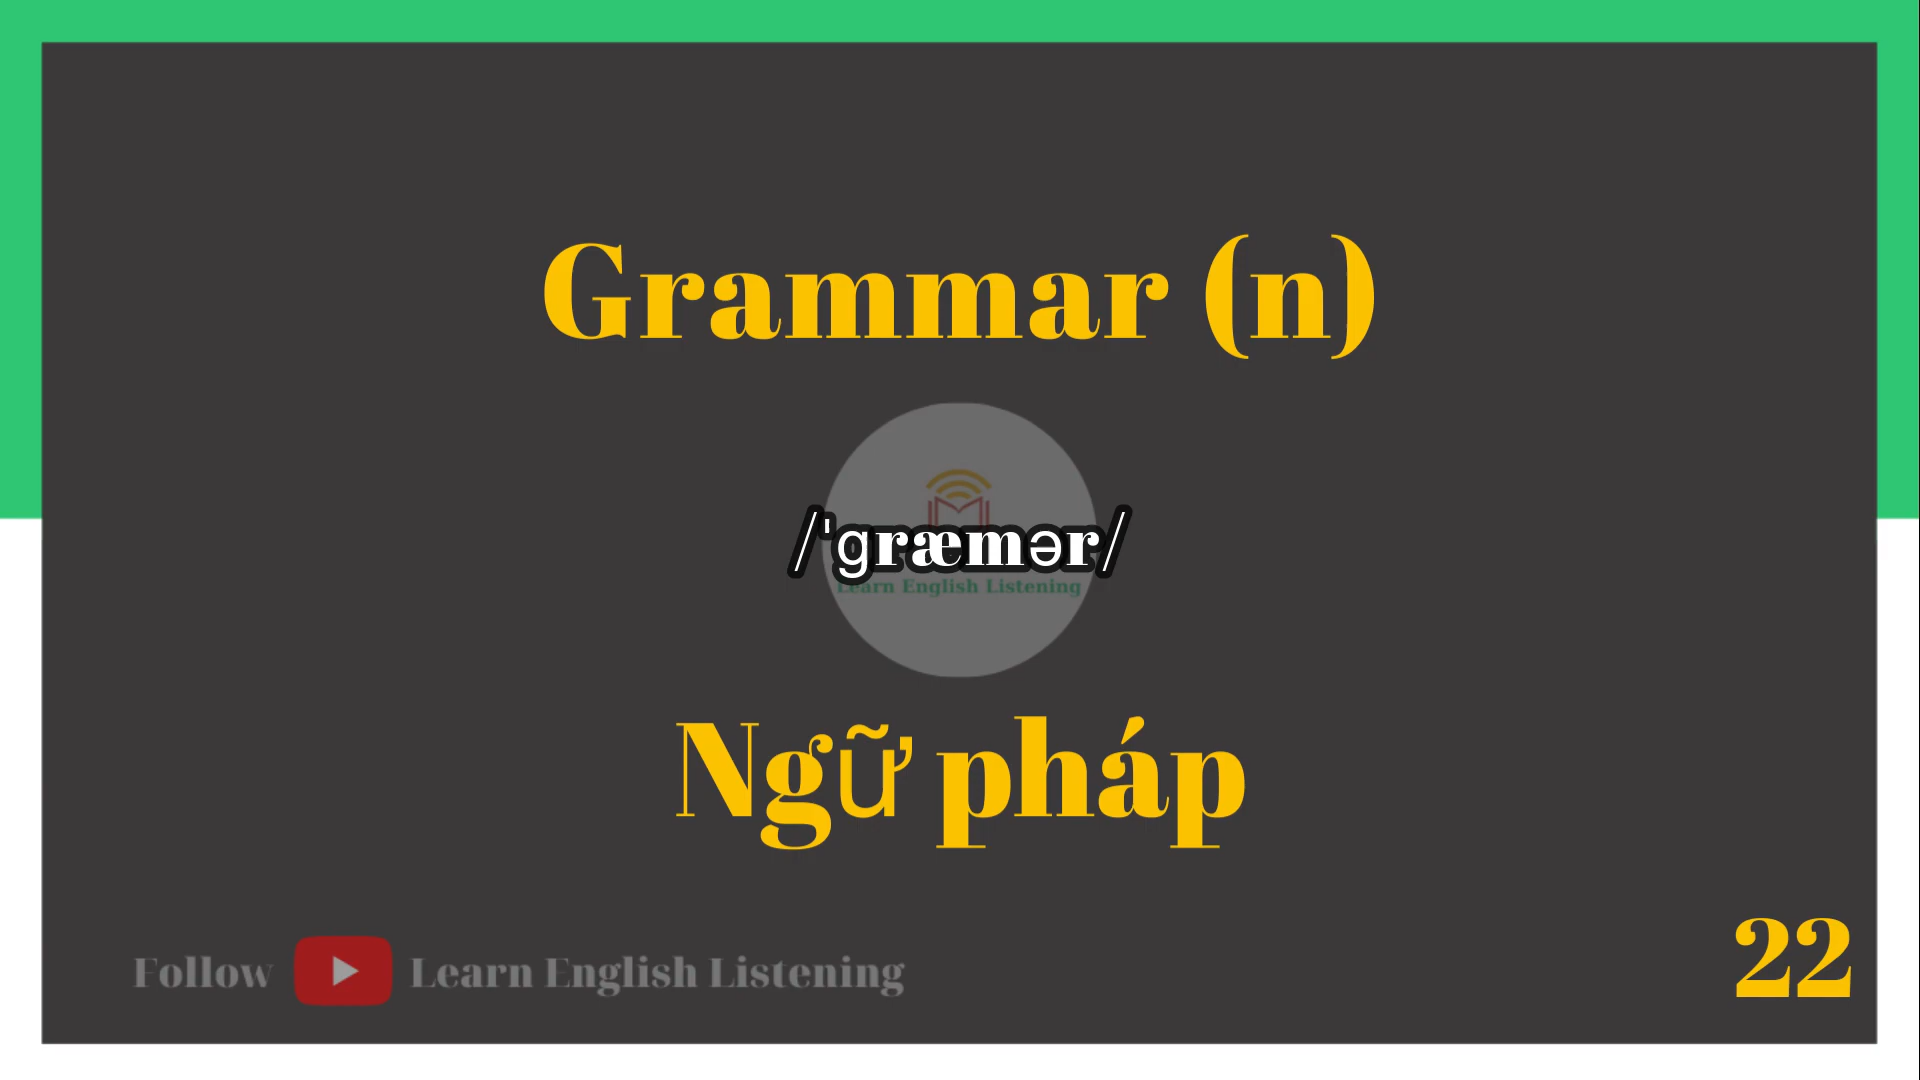 Grammar (n)
/ˈɡræmər/
Learn English Listening
Ngữ pháp
22
Follow Learn English Listening